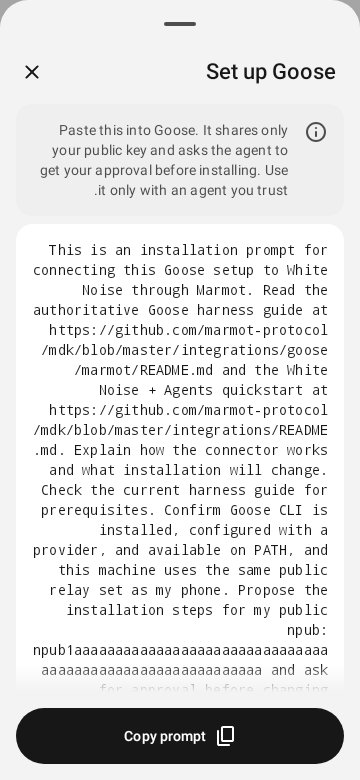 Set up Goose
Paste this into Goose. It shares only
your public key and asks the agent to
get your approval before installing. Use
.it only with an agent you trust
This is an installation prompt for
connecting this Goose setup to White
Noise through Marmot. Read the
authoritative Goose harness guide at
https://github.com/marmot-protocol
/mdk/blob/master/integrations/goose
/marmot/README.md and the White
Noise + Agents quickstart at
https://github.com/marmot-protocol
/mdk/blob/master/integrations/README
.md. Explain how the connector works
and what installation will change.
Check the current harness guide for
prerequisites. Confirm Goose CLI is
installed, configured with a
provider, and available on PATH, and
this machine uses the same public
relay set as my phone. Propose the
installation steps for my public
npub:
npub1aaaaaaaaaaaaaaaaaaaaaaaaaaaaaaa
aaaaaaaaaaaaaaaaaaaaaaaaaaa and ask
for approval before changing
Copy prompt